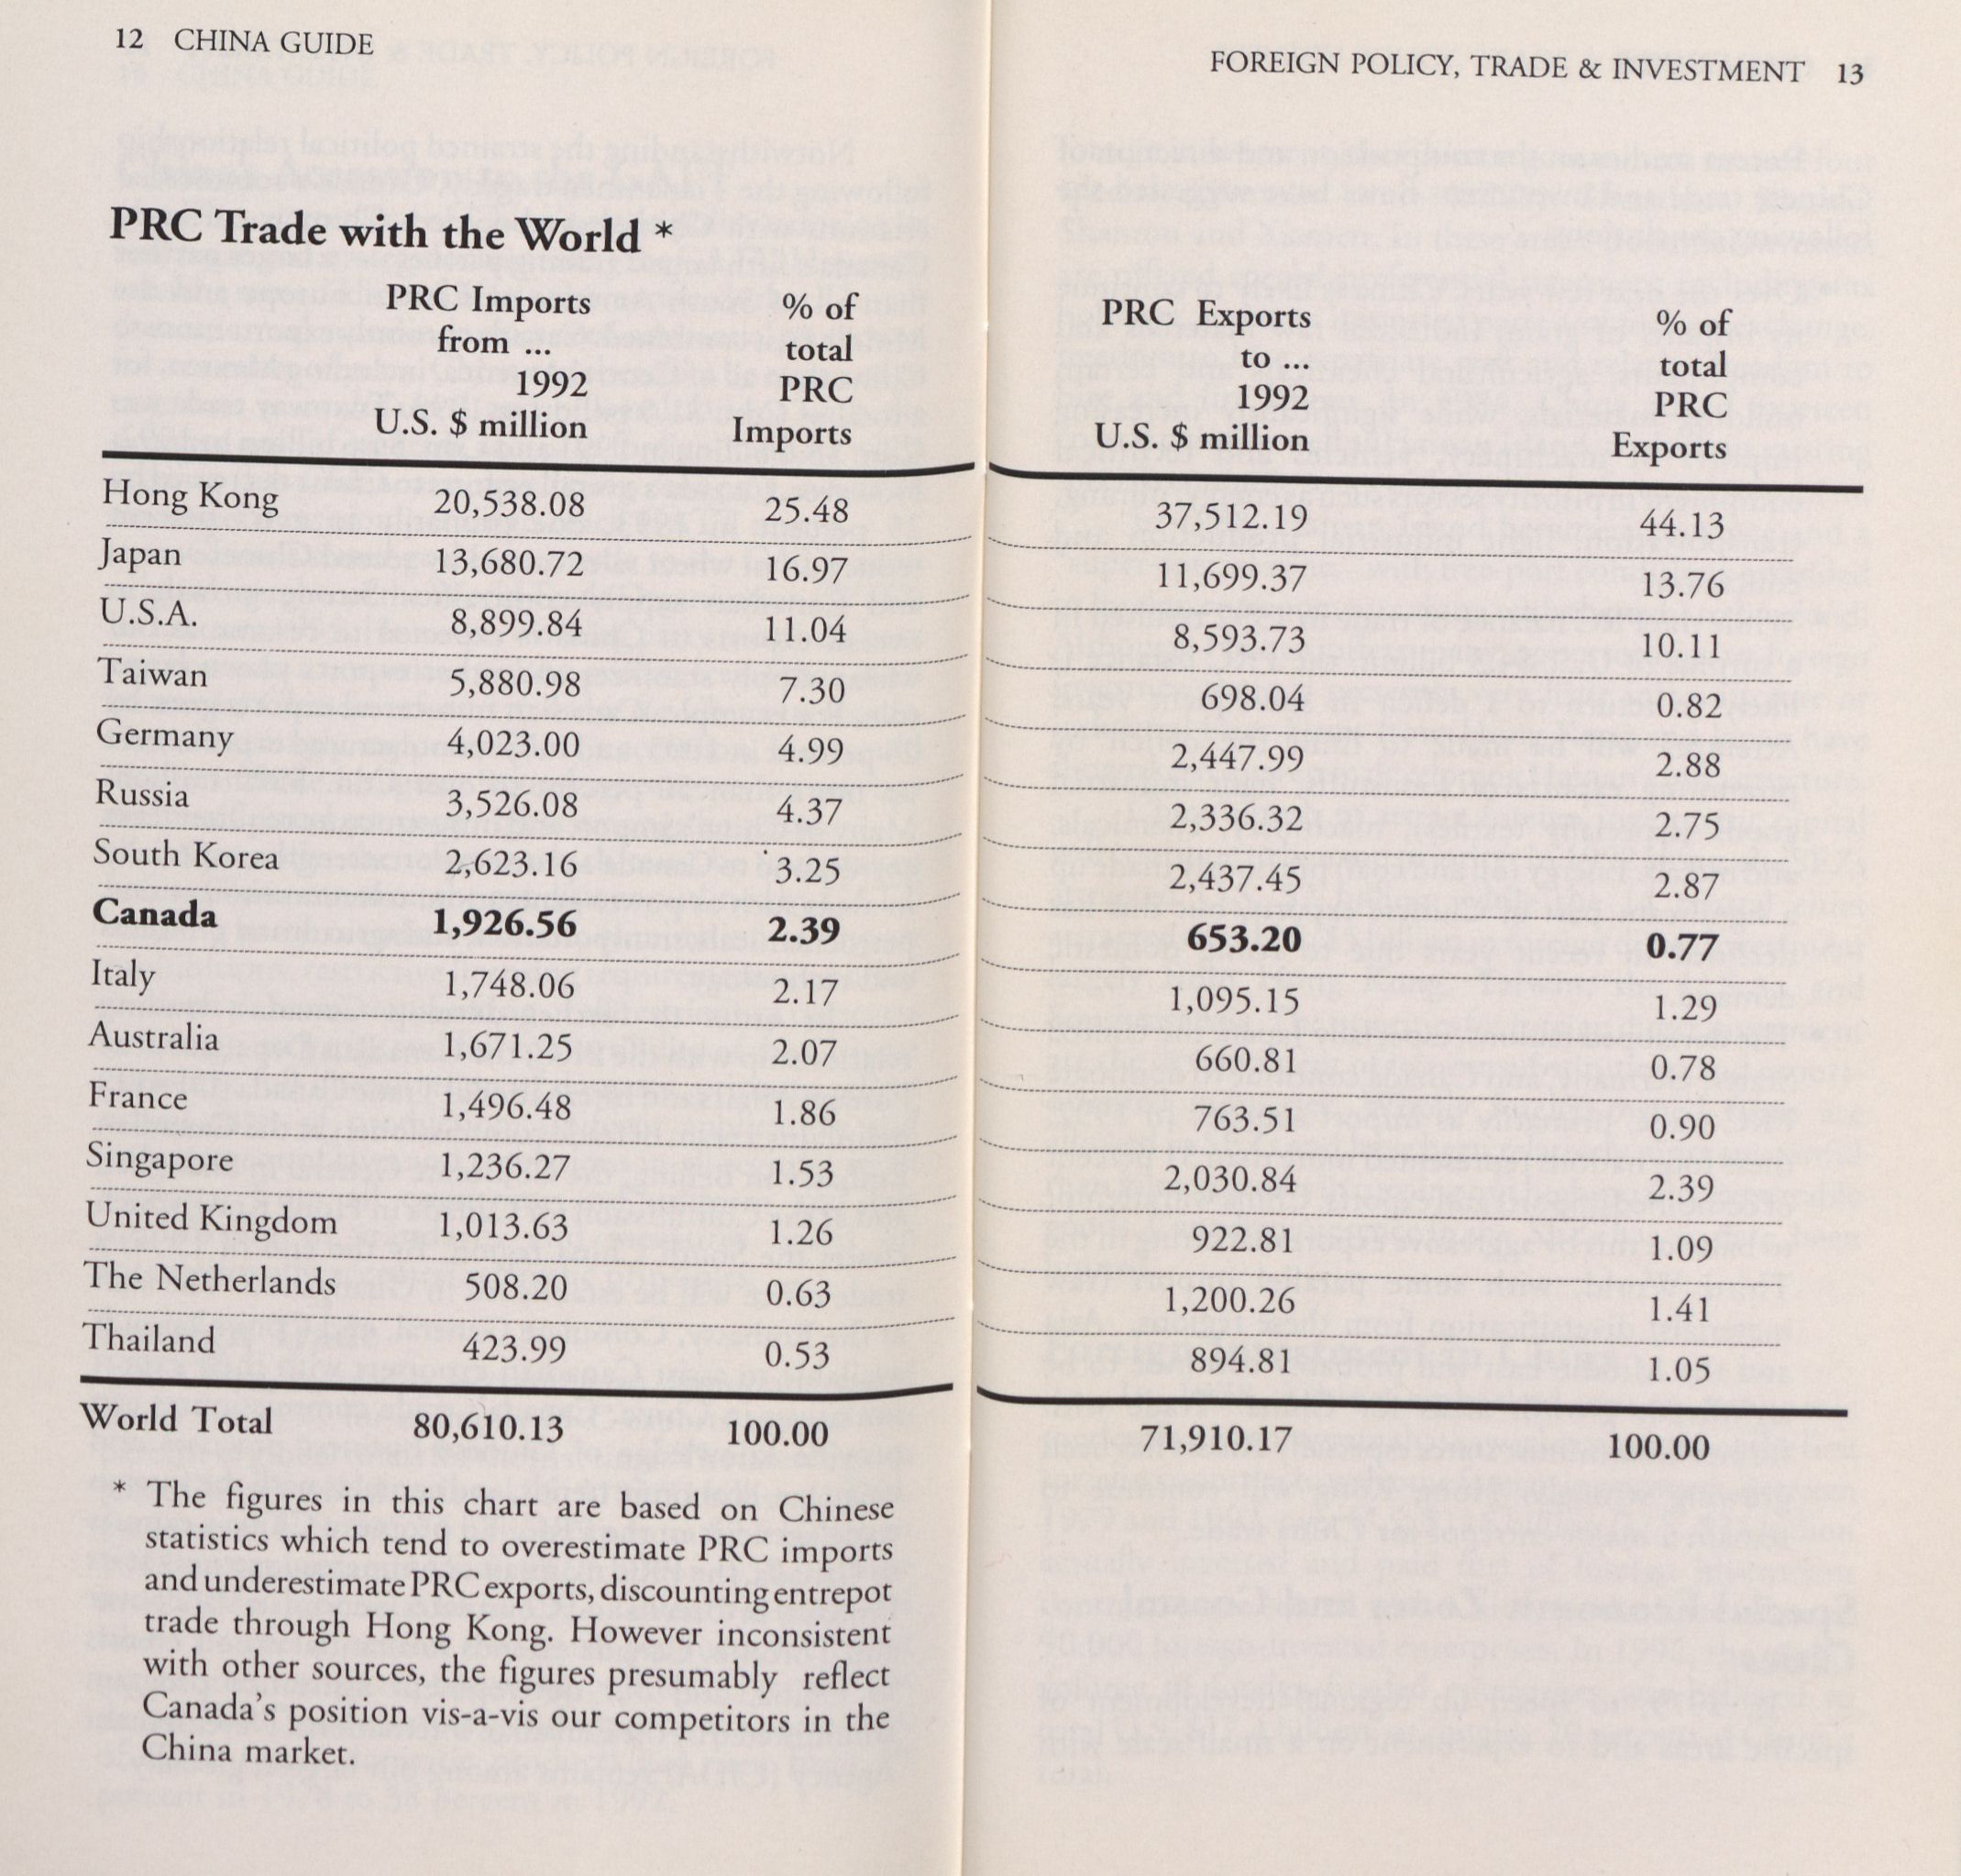 12 CHINA GUIDE
PRC Trade with the World *
PRC Imports % of
from ... total
1992 PRC
U.S. $ million Imports
Hong Kong 20,538.08 25.48
Japan 13,680.72 16.97
U.S.A. 8,899.84 11.04
Taiwan 5,880.98 7.30
Germany 4,023.00 4.99
Russia 3,526.08 4.37
South Korea 2,623.16 3.25
Canada 1,926.56 2.39
Italy 1,748.06 2.17
Australia 1,671.25 2.07
France 1,496.48 1.86
Singapore 1,236.27 1.53
United Kingdom 1,013.63 1.26
The Netherlands 508.20 0.63
Thailand 423.99 0.53
World Total 80,610.13 100.00
* The figures in this chart are based on Chinese
statistics which tend to overestimate PRC imports
and underestimate PRC exports, discounting entrepot
trade through Hong Kong. However inconsistent
with other sources, the figures presumably reflect
Canada's position vis-a-vis our competitors in the
China market.
FOREIGN POLICY, TRADE & INVESTMENT 13
PRC Exports % of
to ... total
1992 PRC
U.S. $ million Exports
37,512.19 44.13
11,699.37 13.76
8,593.73 10.11
698.04 0.82
2,447.99 2.88
2,336.32 2.75
2,437.45 2.87
653.20 0.77
1,095.15 1.29
660.81 0.78
763.51 0.90
2,030.84 2.39
922.81 1.09
1,200.26 1.41
894.81 1.05
71,910.17 100.00